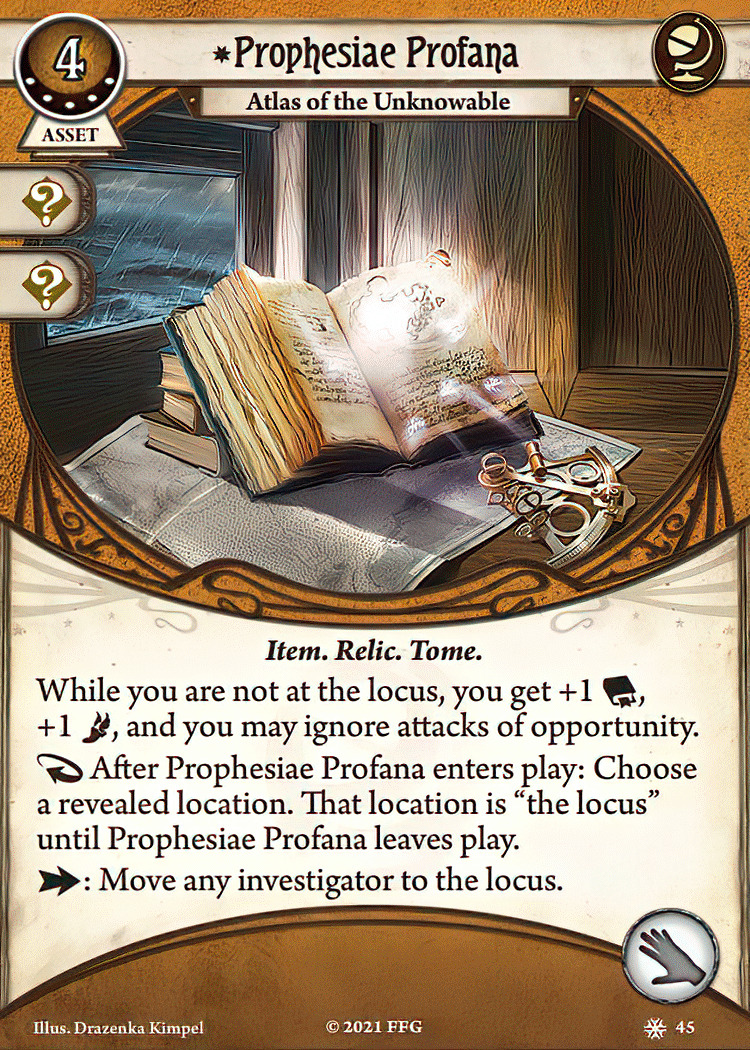 4
✷Prophesiae Profana
Atlas of the Unknowable
ASSET
?
?
Item. Relic. Tome.
While you are not at the locus, you get +1 ,
+1 , and you may ignore attacks of opportunity.
After Prophesiae Profana enters play: Choose
a revealed location. That location is “the locus”
until Prophesiae Profana leaves play.
: Move any investigator to the locus.
Illus. Drazenka Kimpel
© 2021 FFG
45